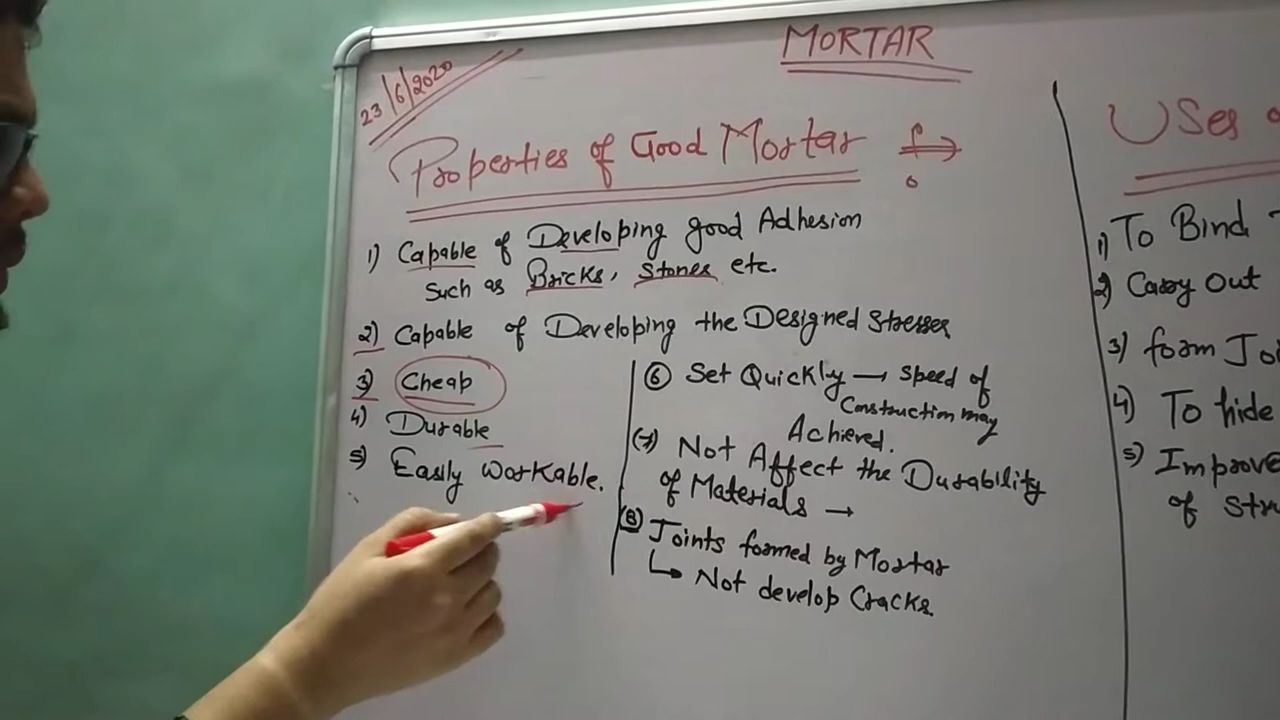 MORTAR
23/6/2020
Properties of Good Mortar
1) Capable of Developing good Adhesion
Such as Bricks, Stones etc.
2) Capable of Developing the Designed Stresses
3) Cheap
4) Durable
5) Easily Workable.
6 Set Quickly → Speed of
Construction may
Achieved.
(7) Not Affect the Durability
of Materials →
(8) Joints formed by Mortar
↳ Not develop Cracks.
Uses
1) To Bind
2) Carry Out
3) form Joi
4) To hide
5) Improve
of Str